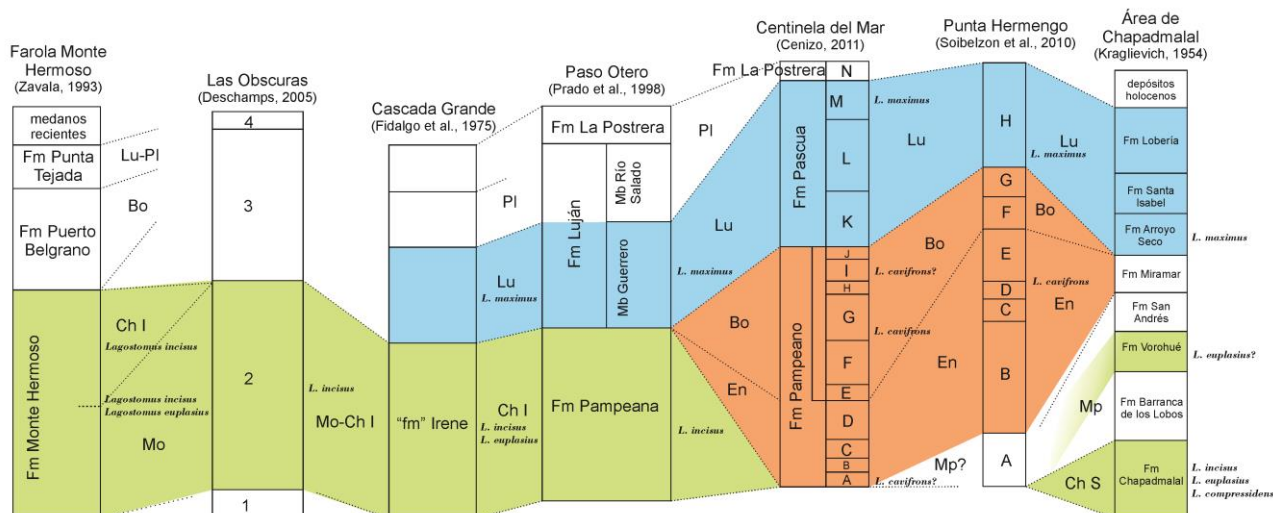 Farola Monte
Hermoso
(Zavala, 1993)
medanos
recientes
Fm Punta
Tejada
Fm Puerto
Belgrano
Fm Monte Hermoso
Lu-Pl
Bo
Ch I
Lagostomus incisus
Lagostomus incisus
Lagostomus euplasius
Mo
Las Obscuras
(Deschamps, 2005)
4
3
2
1
L. incisus
Mo-Ch I
Cascada Grande
(Fidalgo et al., 1975)
"fm" Irene
Pl
Lu
L. maximus
Ch I
L. incisus
L. euplasius
Paso Otero
(Prado et al., 1998)
Fm La Postrera
Fm Luján
Mb Río
Salado
Mb Guerrero
Fm Pampeana
Pl
Lu
L. maximus
Bo
En
L. incisus
Centinela del Mar
(Cenizo, 2011)
Fm La Postrera
N
Fm Pascua
M
L
K
Fm Pampeano
J
I
H
G
F
E
D
C
B
A
L. maximus
Lu
Bo
L. cavifrons?
L. cavifrons
En
Mp?
L. cavifrons?
Punta Hermengo
(Soibelzon et al., 2010)
H
G
F
E
D
C
B
A
Lu
L. maximus
Bo
L. cavifrons
En
Mp
Ch S
Área de
Chapadmalal
(Kraglievich, 1954)
depósitos
holocenos
Fm Lobería
Fm Santa
Isabel
Fm Arroyo
Seco
Fm Miramar
Fm San
Andrés
Fm Vorohué
Fm Barranca
de los Lobos
Fm
Chapadmalal
L. maximus
L. euplasius?
L. incisus
L. euplasius
L. compressidens